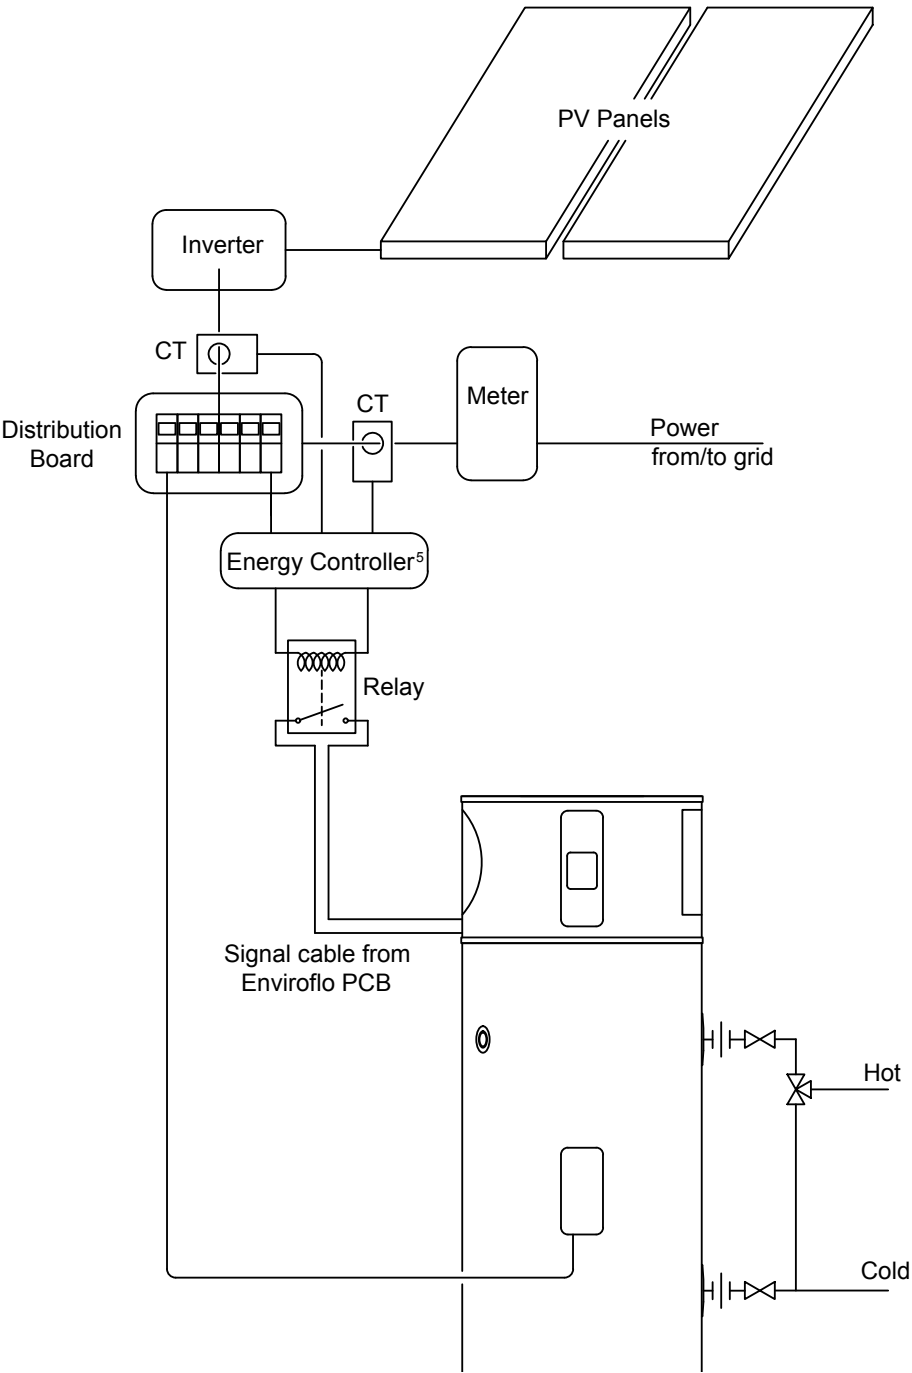 PV Panels
Inverter
CT
CT
Meter
Distribution
Board
Power
from/to grid
Energy Controller⁵
Relay
Signal cable from
Enviroflo PCB
Hot
Cold